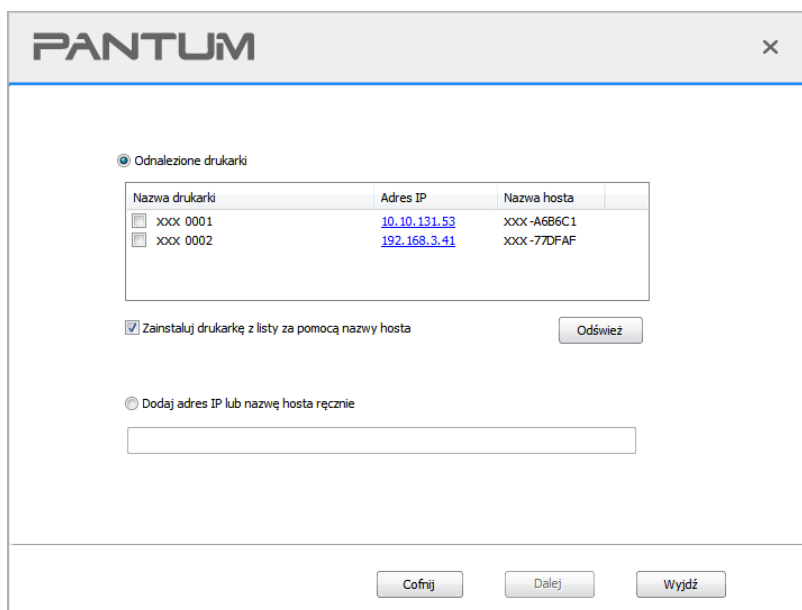 PANTUM
Odnalezione drukarki
Nazwa drukarki Adres IP Nazwa hosta
XXX 0001 10.10.131.53 XXX-A6B6C1
XXX 0002 192.168.3.41 XXX-77DFAF
Zainstaluj drukarkę z listy za pomocą nazwy hosta Odśwież
Dodaj adres IP lub nazwę hosta ręcznie
Cofnij Dalej Wyjdź